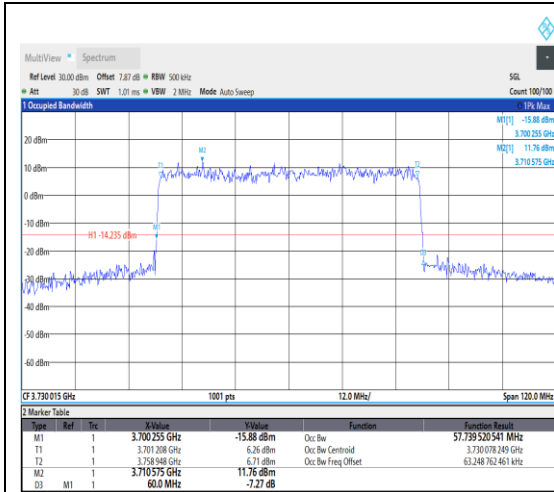 MultiView Spectrum
Ref Level 30.00 dBm Offset 7.87 dB RBW 500 kHz SGL
Att 30 dB SWT 1.01 ms VBW 2 MHz Mode Auto Sweep Count 100/100
1 Occupied Bandwidth 1Pk Max
M1[1] -15.88 dBm
3.700 255 GHz
M2[1] 11.76 dBm
3.710 575 GHz
20 dBm
M2
T1
T2
10 dBm
0 dBm
-10 dBm
M1
H1 -14.235 dBm
-20 dBm
D3
-30 dBm
-40 dBm
-50 dBm
-60 dBm
CF 3.730 015 GHz 1001 pts 12.0 MHz/ Span 120.0 MHz
2 Marker Table
Type Ref Trc X-Value Y-Value Function Function Result
M1 1 3.700 255 GHz -15.88 dBm Occ Bw 57.739 520 541 MHz
T1 1 3.701 208 GHz 6.26 dBm Occ Bw Centroid 3.730 078 249 GHz
T2 1 3.758 948 GHz 6.71 dBm Occ Bw Freq Offset 63.248 762 461 kHz
M2 1 3.710 575 GHz 11.76 dBm
D3 M1 1 60.0 MHz -7.27 dB